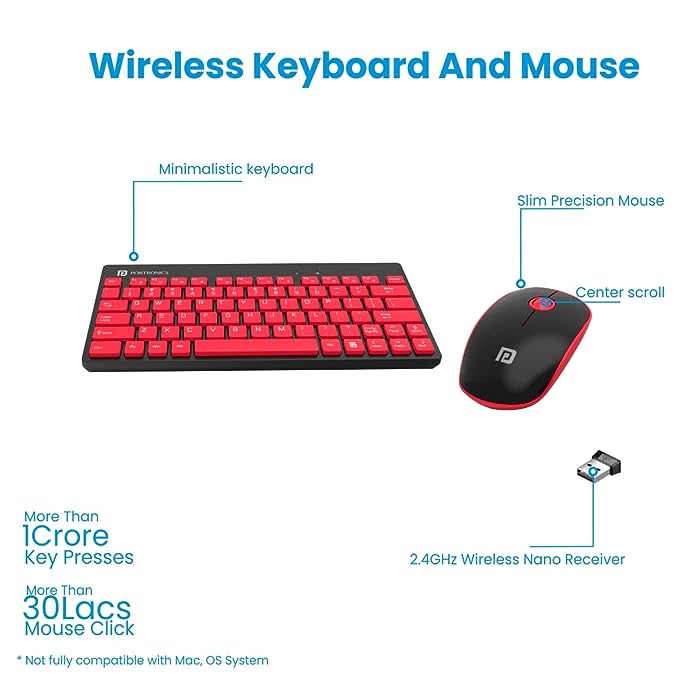 Wireless Keyboard And Mouse
Minimalistic keyboard
Slim Precision Mouse
Center scroll
PORTRONICS
Q W E R T Y U I O P
A S D F G H J K L
Z X C V B N M
2.4GHz Wireless Nano Receiver
More Than
1Crore
Key Presses
More Than
30Lacs
Mouse Click
* Not fully compatible with Mac, OS System